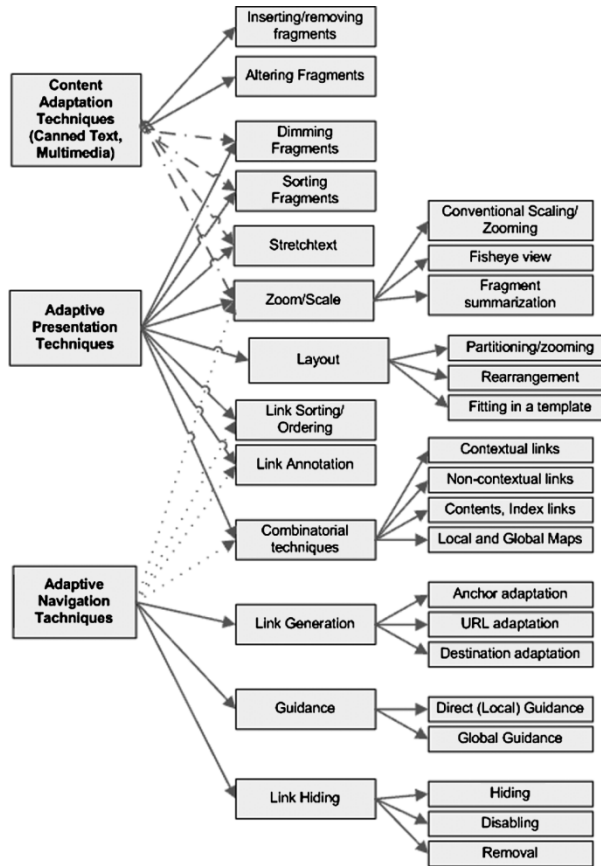 Content
Adaptation
Techniques
(Canned Text,
Multimedia)
Inserting/removing
fragments
Altering Fragments
Dimming
Fragments
Sorting
Fragments
Stretchtext
Zoom/Scale
Conventional Scaling/
Zooming
Fisheye view
Fragment
summarization
Adaptive
Presentation
Techniques
Layout
Partitioning/zooming
Rearrangement
Fitting in a template
Link Sorting/
Ordering
Link Annotation
Combinatorial
techniques
Contextual links
Non-contextual links
Contents, Index links
Local and Global Maps
Adaptive
Navigation
Tachniques
Link Generation
Anchor adaptation
URL adaptation
Destination adaptation
Guidance
Direct (Local) Guidance
Global Guidance
Link Hiding
Hiding
Disabling
Removal